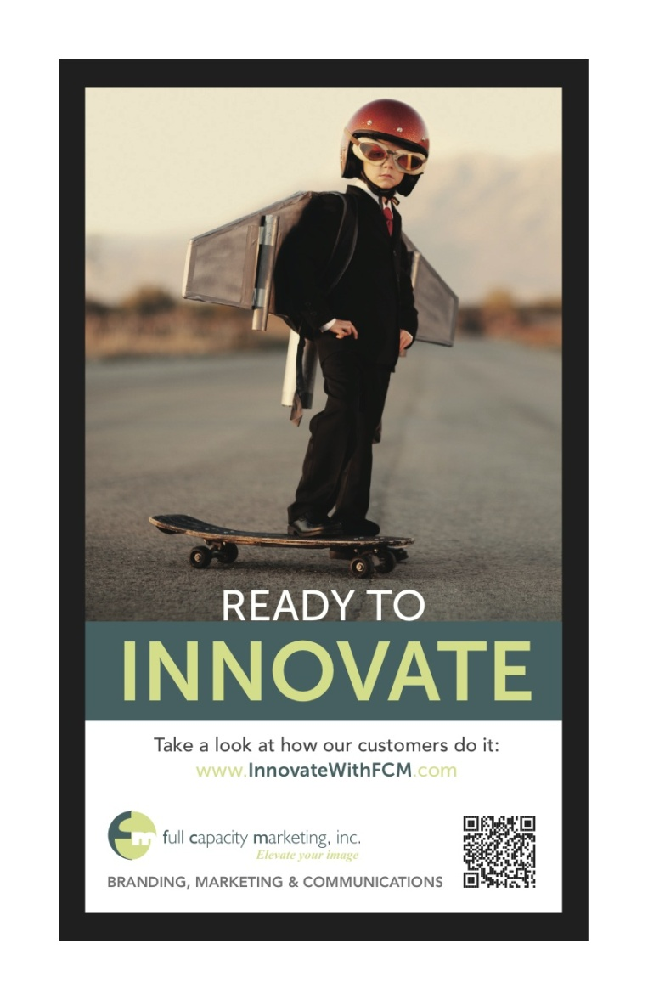 READY TO
INNOVATE
Take a look at how our customers do it:
www.InnovateWithFCM.com
full capacity marketing, inc.
Elevate your image
BRANDING, MARKETING & COMMUNICATIONS